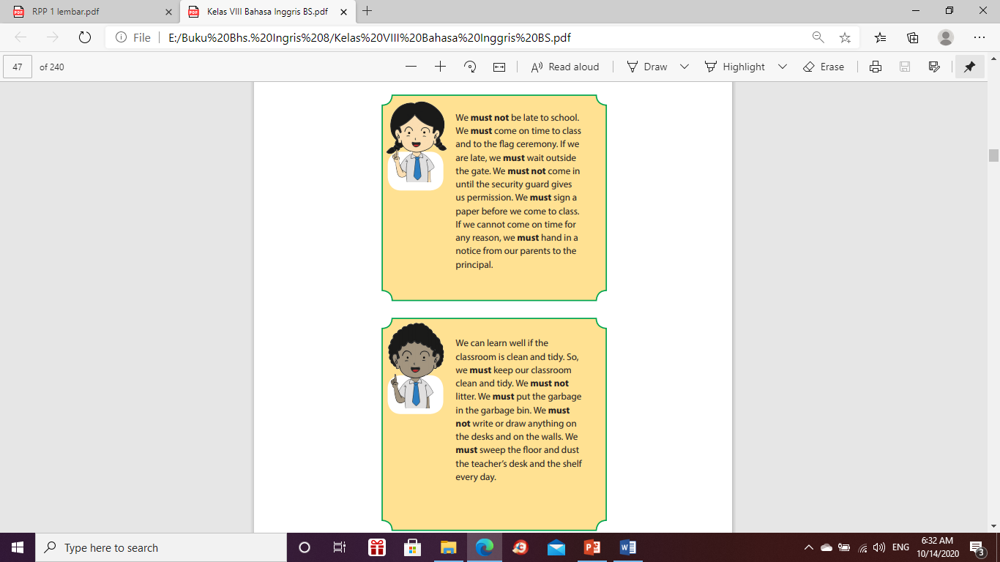 RPP 1 lembar.pdf
Kelas VIII Bahasa Inggris BS.pdf
File
E:/Buku%20Bhs.%20Ingris%208/Kelas%20VIII%20Bahasa%20Inggris%20BS.pdf
47 of 240
Read aloud
Draw
Highlight
Erase
We must not be late to school.
We must come on time to class
and to the flag ceremony. If we
are late, we must wait outside
the gate. We must not come in
until the security guard gives
us permission. We must sign a
paper before we come to class.
If we cannot come on time for
any reason, we must hand in a
notice from our parents to the
principal.
We can learn well if the
classroom is clean and tidy. So,
we must keep our classroom
clean and tidy. We must not
litter. We must put the garbage
in the garbage bin. We must
not write or draw anything on
the desks and on the walls. We
must sweep the floor and dust
the teacher's desk and the shelf
every day.
Type here to search
ENG
6:32 AM
10/14/2020
3